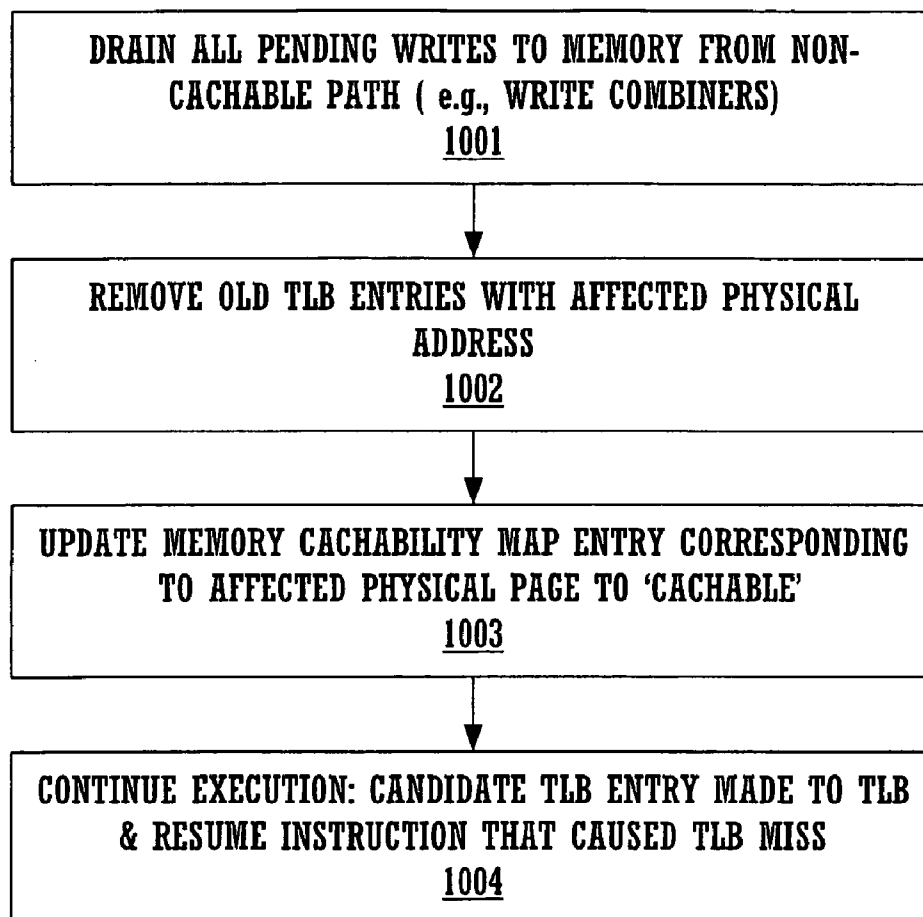 DRAIN ALL PENDING WRITES TO MEMORY FROM NON-
CACHABLE PATH ( e.g., WRITE COMBINERS)
1001
REMOVE OLD TLB ENTRIES WITH AFFECTED PHYSICAL
ADDRESS
1002
UPDATE MEMORY CACHABILITY MAP ENTRY CORRESPONDING
TO AFFECTED PHYSICAL PAGE TO ‘CACHABLE’
1003
CONTINUE EXECUTION: CANDIDATE TLB ENTRY MADE TO TLB
& RESUME INSTRUCTION THAT CAUSED TLB MISS
1004